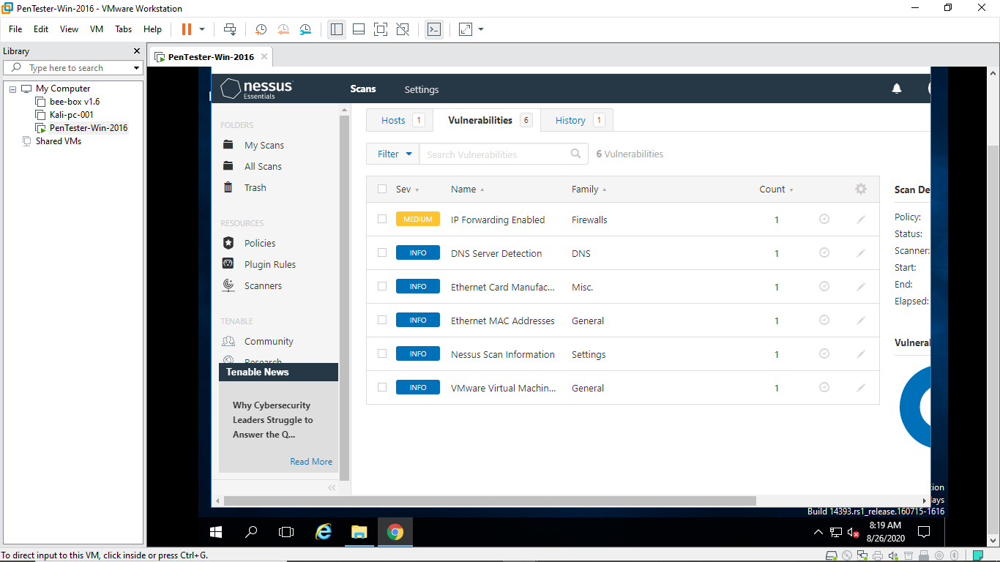 PenTester-Win-2016 - VMware Workstation
File Edit View VM Tabs Help
Library
PenTester-Win-2016
Type here to search
My Computer
bee-box v1.6
Kali-pc-001
PenTester-Win-2016
Shared VMs
nessus
Essentials
Scans Settings
FOLDERS
My Scans
All Scans
Trash
RESOURCES
Policies
Plugin Rules
Scanners
TENABLE
Community
Research
Tenable News
Why Cybersecurity
Leaders Struggle to
Answer the Q...
Read More
Hosts 1 Vulnerabilities 6 History 1
Filter Search Vulnerabilities 6 Vulnerabilities
Sev Name Family Count
MEDIUM IP Forwarding Enabled Firewalls 1
INFO DNS Server Detection DNS 1
INFO Ethernet Card Manufac... Misc. 1
INFO Ethernet MAC Addresses General 1
INFO Nessus Scan Information Settings 1
INFO VMware Virtual Machin... General 1
Scan De
Policy:
Status:
Scanner:
Start:
End:
Elapsed:
Vulneral
tion
lays
Build 14393.rs1_release.160715-1616
8:19 AM
8/26/2020
To direct input to this VM, click inside or press Ctrl+G.